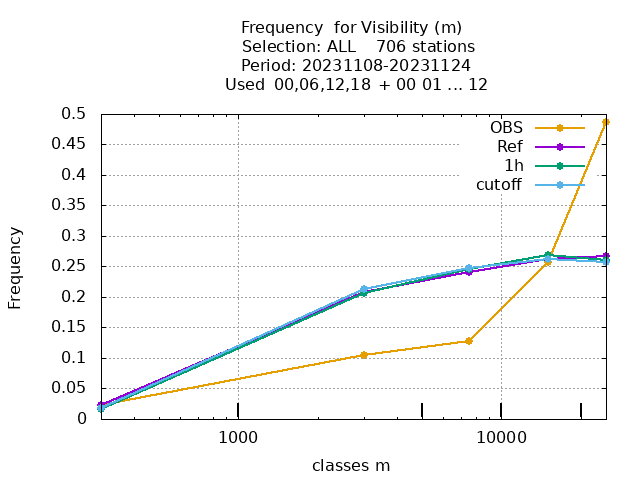 Frequency  for Visibility (m)
Selection: ALL    706 stations
Period: 20231108-20231124
Used  00,06,12,18  + 00 01 ... 12
0.5
0.45
0.4
0.35
0.3
0.25
0.2
0.15
0.1
0.05
0
Frequency
OBS
Ref
1h
cutoff
1000
10000
classes m